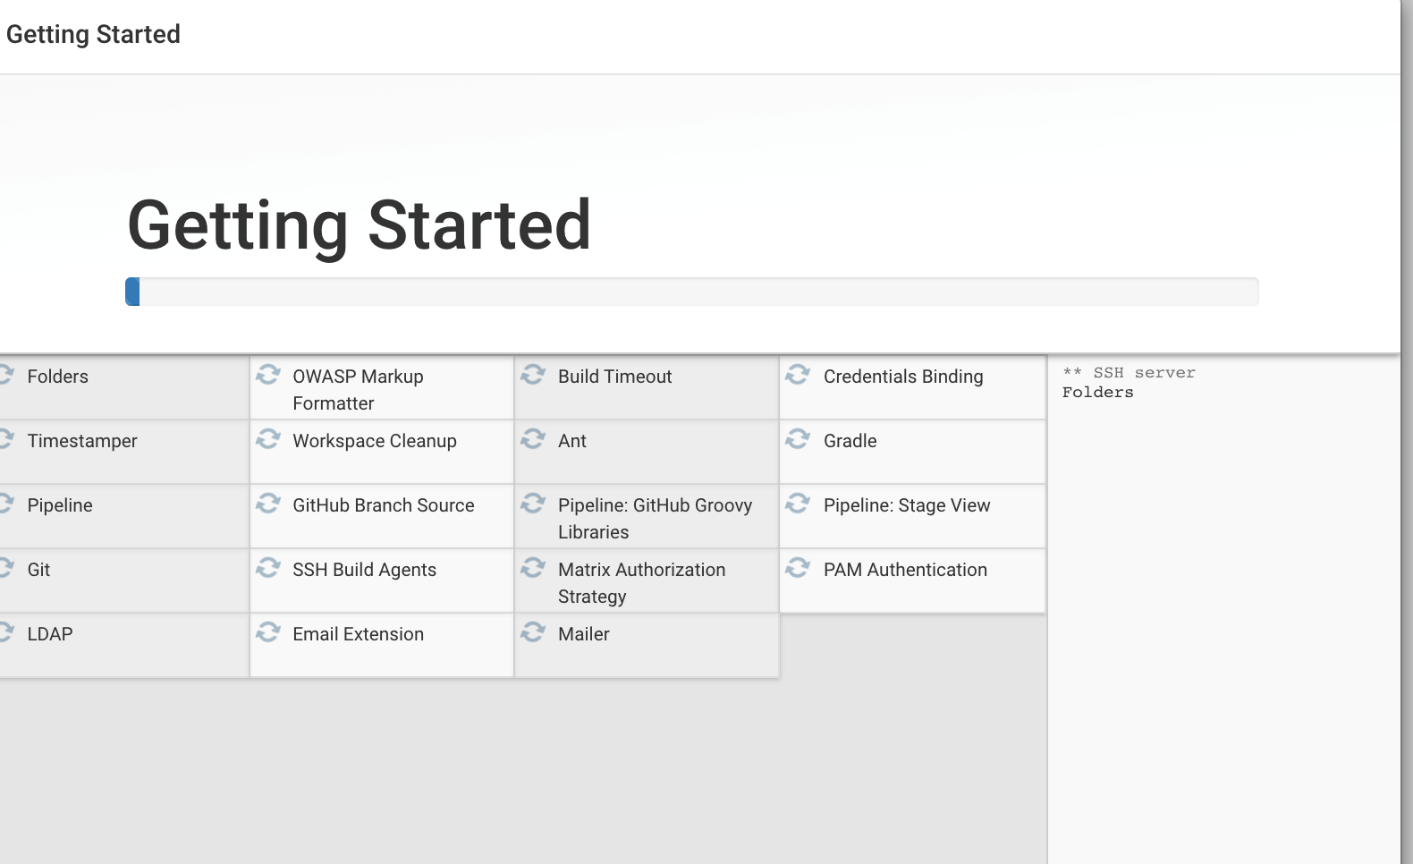 Getting Started
Getting Started
Folders
OWASP Markup
Formatter
Build Timeout
Credentials Binding
** SSH server
Folders
Timestamper
Workspace Cleanup
Ant
Gradle
Pipeline
GitHub Branch Source
Pipeline: GitHub Groovy
Libraries
Pipeline: Stage View
Git
SSH Build Agents
Matrix Authorization
Strategy
PAM Authentication
LDAP
Email Extension
Mailer